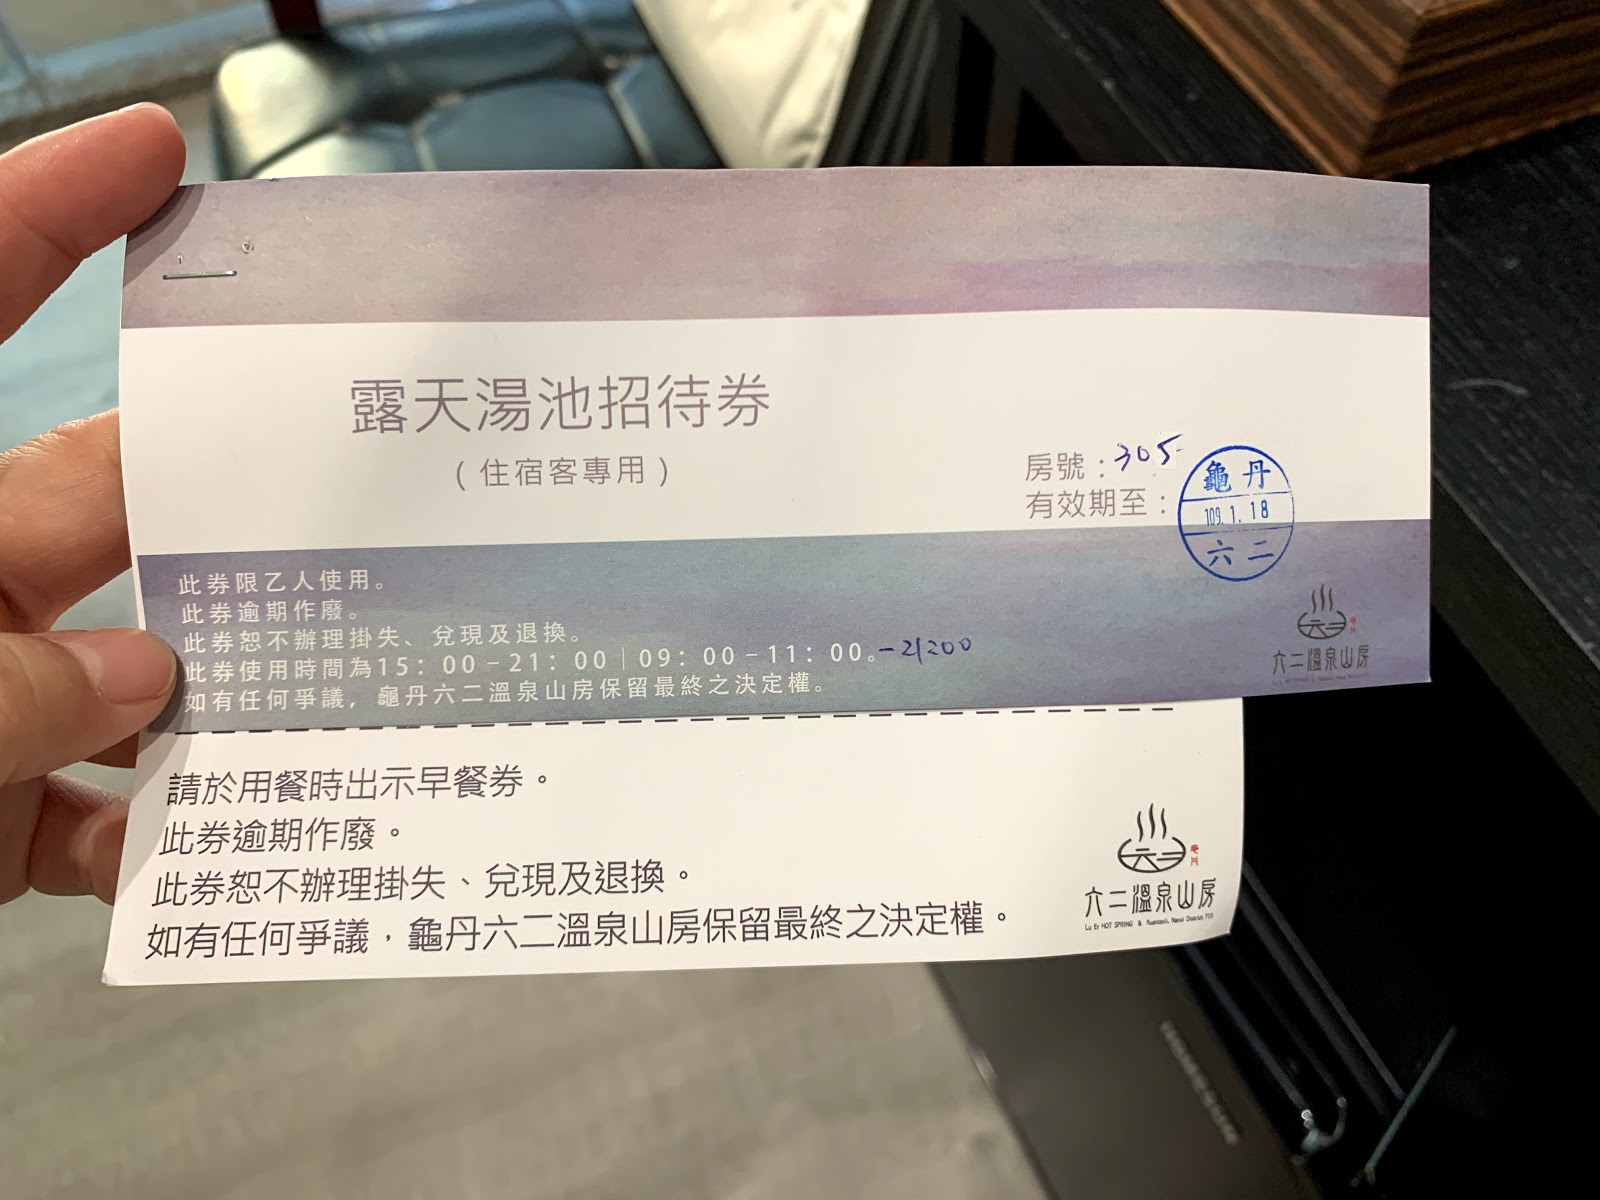 露天湯池招待券
(住宿客專用)
房號：305
有效期至：
龜丹
109.1.18
六二
此券限乙人使用。
此券逾期作廢。
此券恕不辦理掛失、兌現及退換。
此券使用時間為15：00－21：00｜09：00－11：00。-21200
如有任何爭議，龜丹六二溫泉山房保留最終之決定權。
六二溫泉山房
請於用餐時出示早餐券。
此券逾期作廢。
此券恕不辦理掛失、兌現及退換。
如有任何爭議，龜丹六二溫泉山房保留最終之決定權。
六二溫泉山房
Lu Er HOT SPRING &